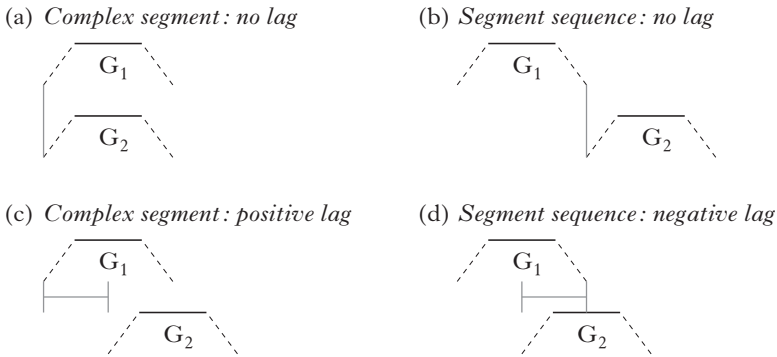 (a) Complex segment: no lag
G₁
G₂
(b) Segment sequence: no lag
G₁
G₂
(c) Complex segment: positive lag
G₁
G₂
(d) Segment sequence: negative lag
G₁
G₂